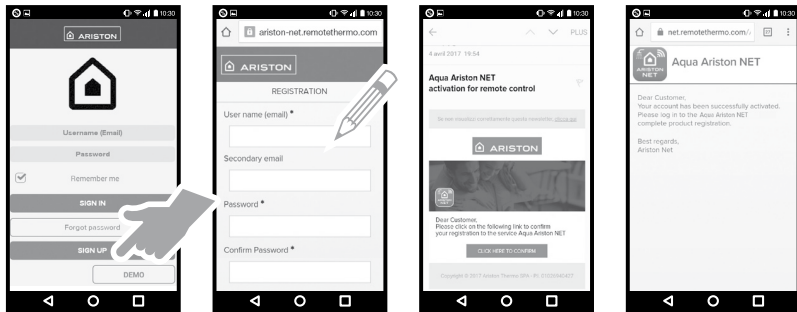 10:30
ARISTON
Username (Email)
Password
Remember me
SIGN IN
Forgot password
SIGN UP
DEMO
10:30
ariston-net.remotethermo.com
ARISTON
REGISTRATION
User name (email) *
Secondary email
Password *
Confirm Password *
10:30
PLUS
4 avril 2017 19:54
Aqua Ariston NET
activation for remote control
ARISTON
Dear Customer,
Please click on the following link to confirm
your registration to the service Aqua Ariston NET
CLICK HERE TO CONFIRM
10:30
net.remotethermo.com/
ARISTON
NET
Aqua Ariston NET
Dear Customer,
Your account has been successfully activated.
Please log in to the Aqua Ariston NET
complete product registration.
Best regards,
Ariston Net